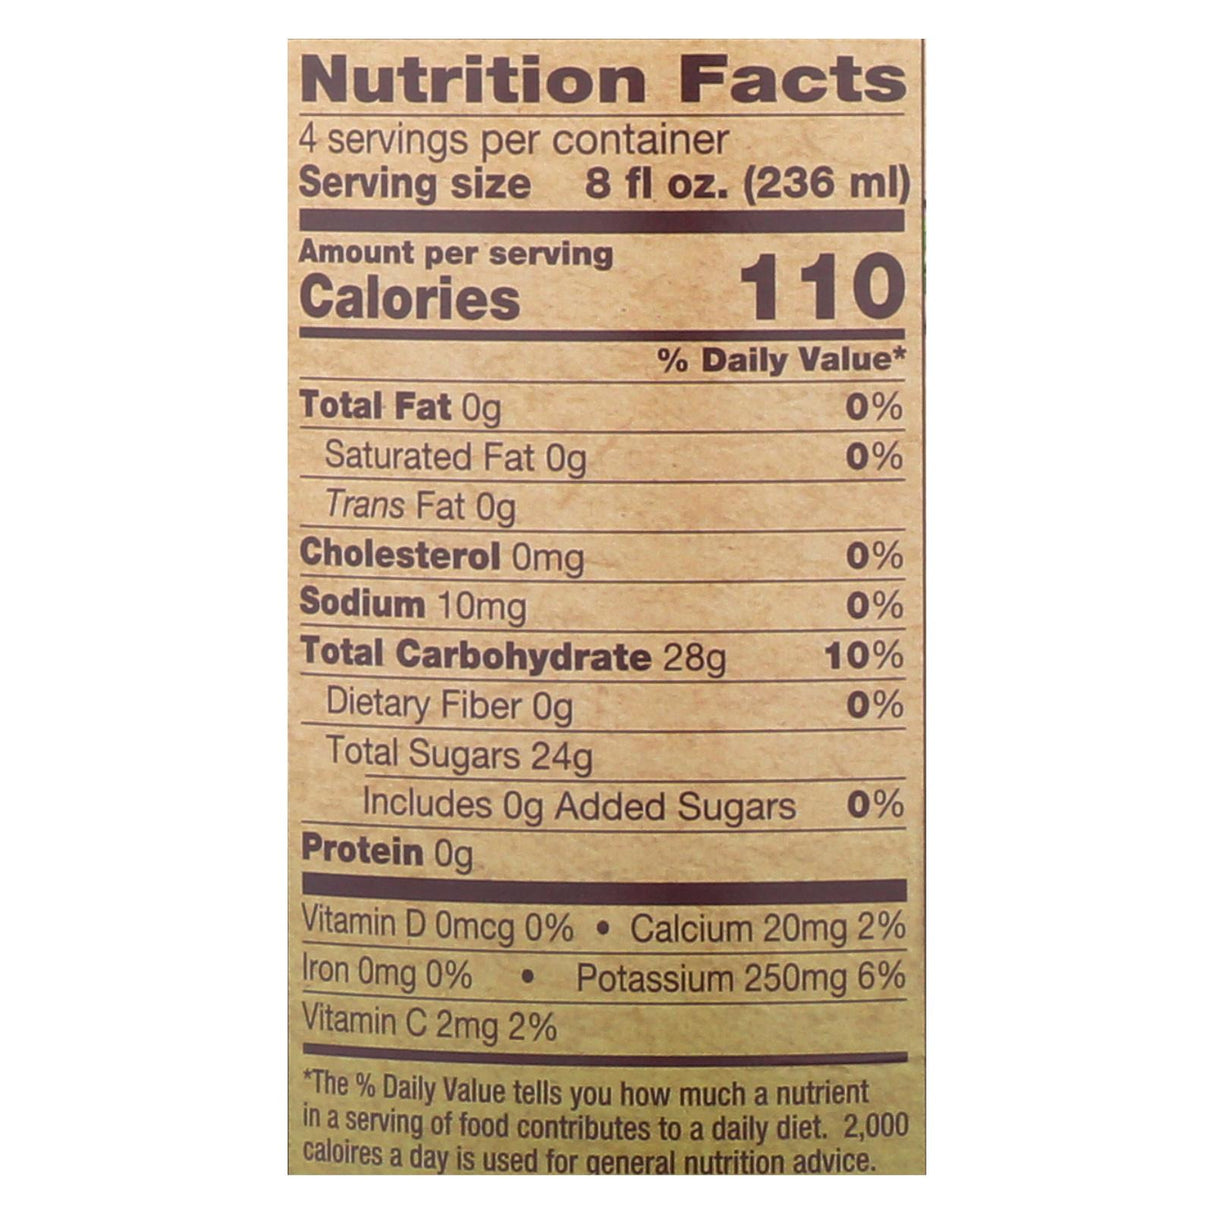 Nutrition Facts
4 servings per container
Serving size 8 fl oz. (236 ml)
Amount per serving
Calories 110
% Daily Value*
Total Fat 0g 0%
Saturated Fat 0g 0%
Trans Fat 0g
Cholesterol 0mg 0%
Sodium 10mg 0%
Total Carbohydrate 28g 10%
Dietary Fiber 0g 0%
Total Sugars 24g
Includes 0g Added Sugars 0%
Protein 0g
Vitamin D 0mcg 0% • Calcium 20mg 2%
Iron 0mg 0% • Potassium 250mg 6%
Vitamin C 2mg 2%
*The % Daily Value tells you how much a nutrient
in a serving of food contributes to a daily diet. 2,000
caloires a day is used for general nutrition advice.